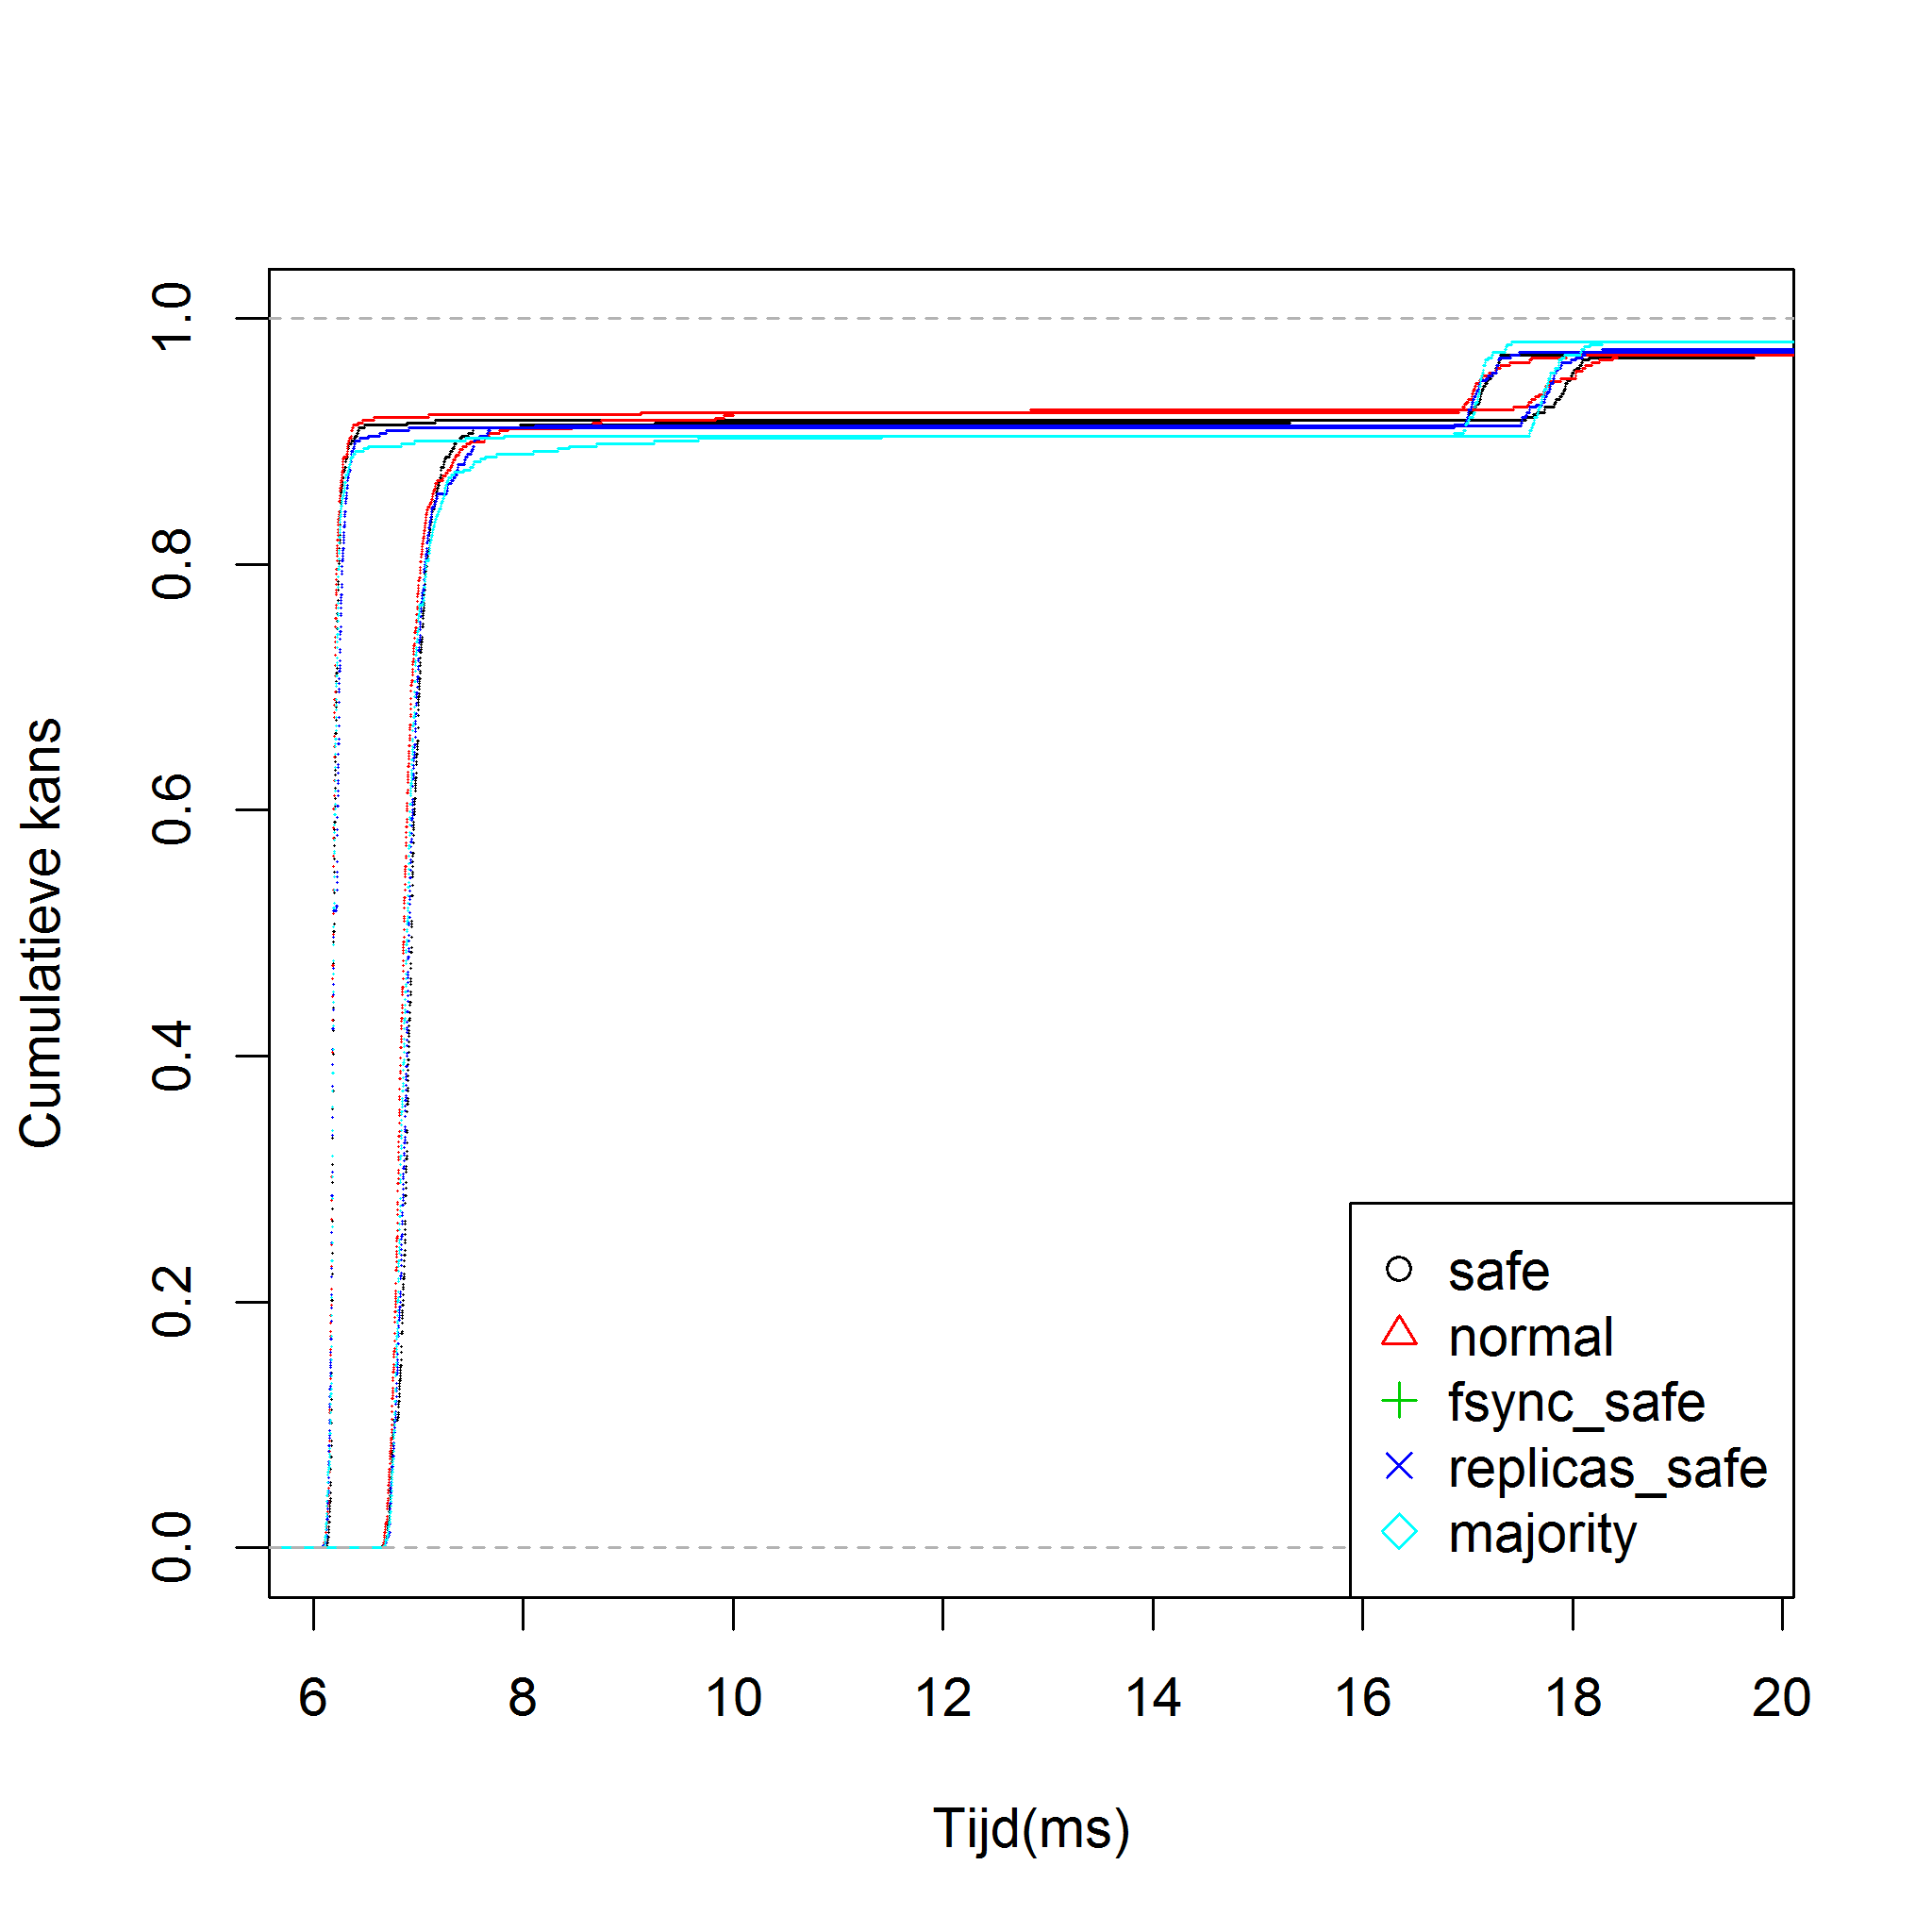 Cumulatieve kans
1.0
0.8
0.6
0.4
0.2
0.0
safe
normal
fsync_safe
replicas_safe
majority
6 8 10 12 14 16 18 20
Tijd(ms)